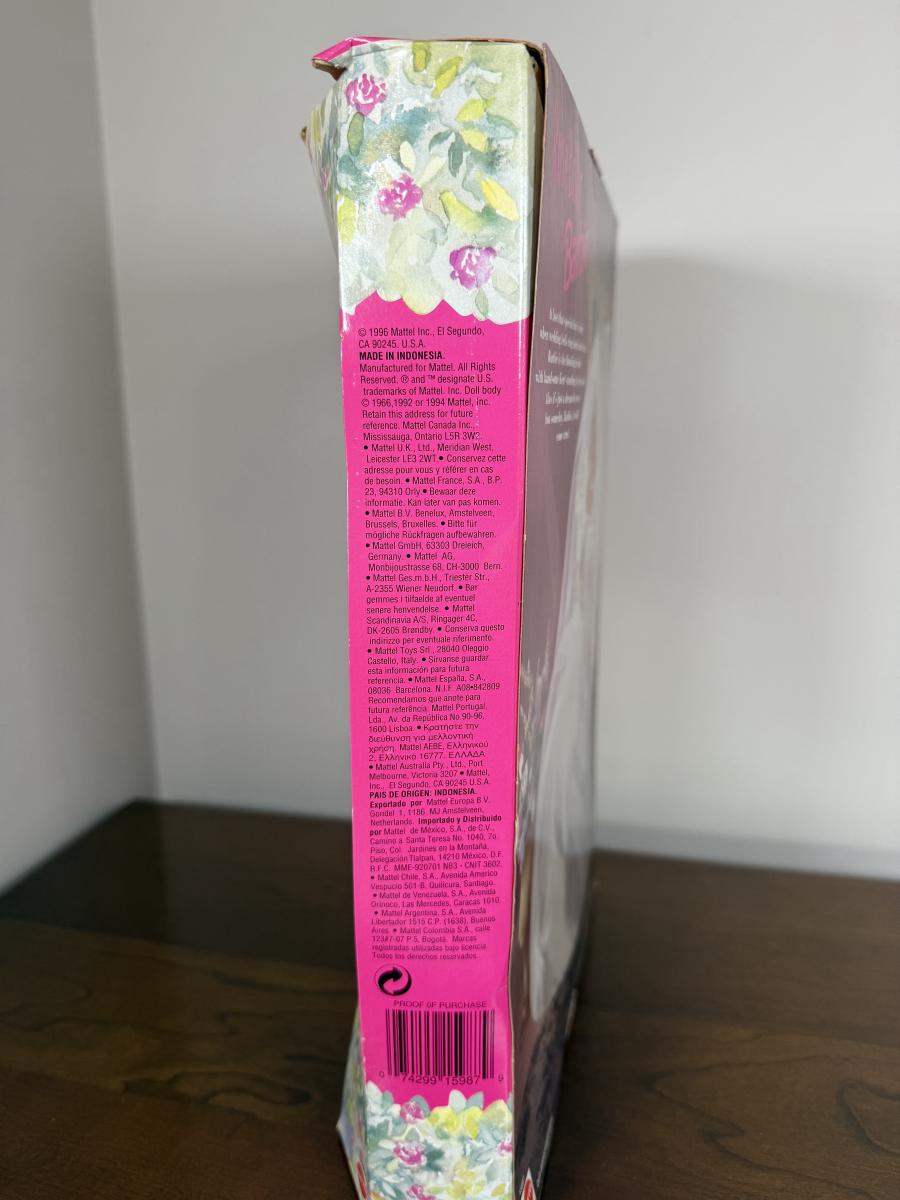 © 1996 Mattel Inc., El Segundo,
CA 90245. U.S.A.
MADE IN INDONESIA.
Manufactured for Mattel. All Rights
Reserved. ® and ™ designate U.S.
trademarks of Mattel. Inc. Doll body
© 1966,1992 or 1994 Mattel, Inc.
Retain this address for future
reference. Mattel Canada Inc.,
Mississauga, Ontario L5R 3W2.
• Mattel U.K., Ltd., Meridian West,
Leicester LE3 2WT.• Conservez cette
adresse pour vous y référer en cas
de besoin. • Mattel France, S.A., B.P.
23, 94310 Orly.• Bewaar deze
informatie. Kan later van pas komen.
• Mattel B.V. Benelux, Amstelveen,
Brussels, Bruxelles. • Bitte für
mögliche Rückfragen aufbewahren.
• Mattel GmbH, 63303 Dreieich,
Germany. • Mattel AG,
Monbijoustrasse 68, CH-3000 Bern.
• Mattel Ges.m.b.H., Triester Str.,
A-2355 Wiener Neudorf. • Bør
gemmes i tilfaelde af eventuel
senere henvendelse. • Mattel
Scandinavia A/S, Ringager 4C,
DK-2605 Brøndby. • Conserva questo
indirizzo per eventuale riferimento.
• Mattel Toys Srl., 28040 Oleggio
Castello, Italy. • Sírvanse guardar
esta información para futura
referencia. • Mattel España, S.A.,
08036 Barcelona. N.I.F. A08•842809
Recomendamos que anote para
futura referência. Mattel Portugal,
Lda., Av. da República No.90-96,
1600 Lisboa. • Κρατήστε την
διεύθυνση για μελλοντική
χρήση. Mattel AEBE, Ελληνικού
2, Ελληνικο 16777. ΕΛΛΑΔΑ
• Mattel Australia Pty., Ltd., Port
Melbourne, Victoria 3207 • Mattel,
Inc., El Segundo, CA 90245 U.S.A.
PAIS DE ORIGEN: INDONESIA.
Exportado por Mattel Europa B.V.
Gondel 1, 1186 MJ Amstelveen,
Netherlands. Importado y Distribuido
por Mattel de México, S.A., de C.V.,
Camino a Santa Teresa No. 1040, 7o.
Piso, Col. Jardines en la Montaña,
Delegación Tlalpan, 14210 México, D.F.
R.F.C. MME-920701 NB3 - CNIT 3602.
• Mattel Chile, S.A., Avenida Americo
Vespucio 501-B, Quilicura, Santiago.
• Mattel de Venezuela, S.A., Avenida
Orinoco, Las Mercedes, Caracas 1010.
• Mattel Argentina, S.A., Avenida
Libertador 1515 C.P. (1638), Buenos
Aires. • Mattel Colombia S.A., calle
123#7-07 P.5, Bogotá. Marcas
registradas utilizadas bajo licencia.
Todos los derechos reservados.
PROOF OF PURCHASE
0 74299 15987 9